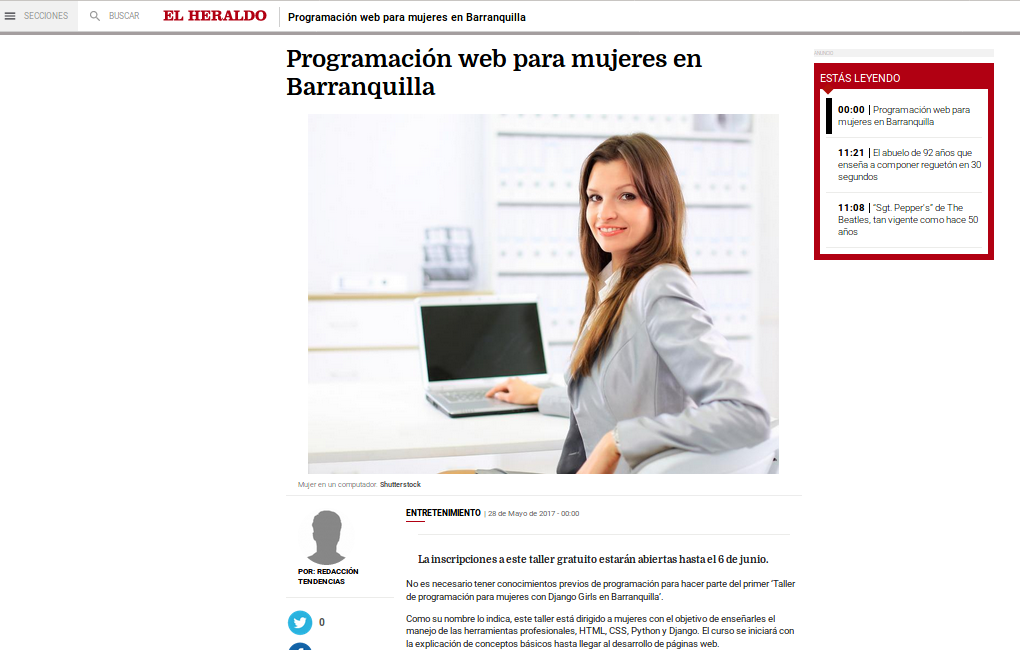 SECCIONES BUSCAR EL HERALDO Programación web para mujeres en Barranquilla
Programación web para mujeres en
Barranquilla
Mujer en un computador. Shutterstock
ENTRETENIMIENTO | 28 de Mayo de 2017 - 00:00
POR: REDACCIÓN
TENDENCIAS
0
La inscripciones a este taller gratuito estarán abiertas hasta el 6 de junio.
No es necesario tener conocimientos previos de programación para hacer parte del primer 'Taller
de programación para mujeres con Django Girls en Barranquilla'.
Como su nombre lo indica, este taller está dirigido a mujeres con el objetivo de enseñarles el
manejo de las herramientas profesionales, HTML, CSS, Python y Django. El curso se iniciará con
la explicación de conceptos básicos hasta llegar al desarrollo de páginas web.
ANUNCIO
ESTÁS LEYENDO
00:00 | Programación web para
mujeres en Barranquilla
11:21 | El abuelo de 92 años que
enseña a componer reguetón en 30
segundos
11:08 | "Sgt. Pepper's" de The
Beatles, tan vigente como hace 50
años